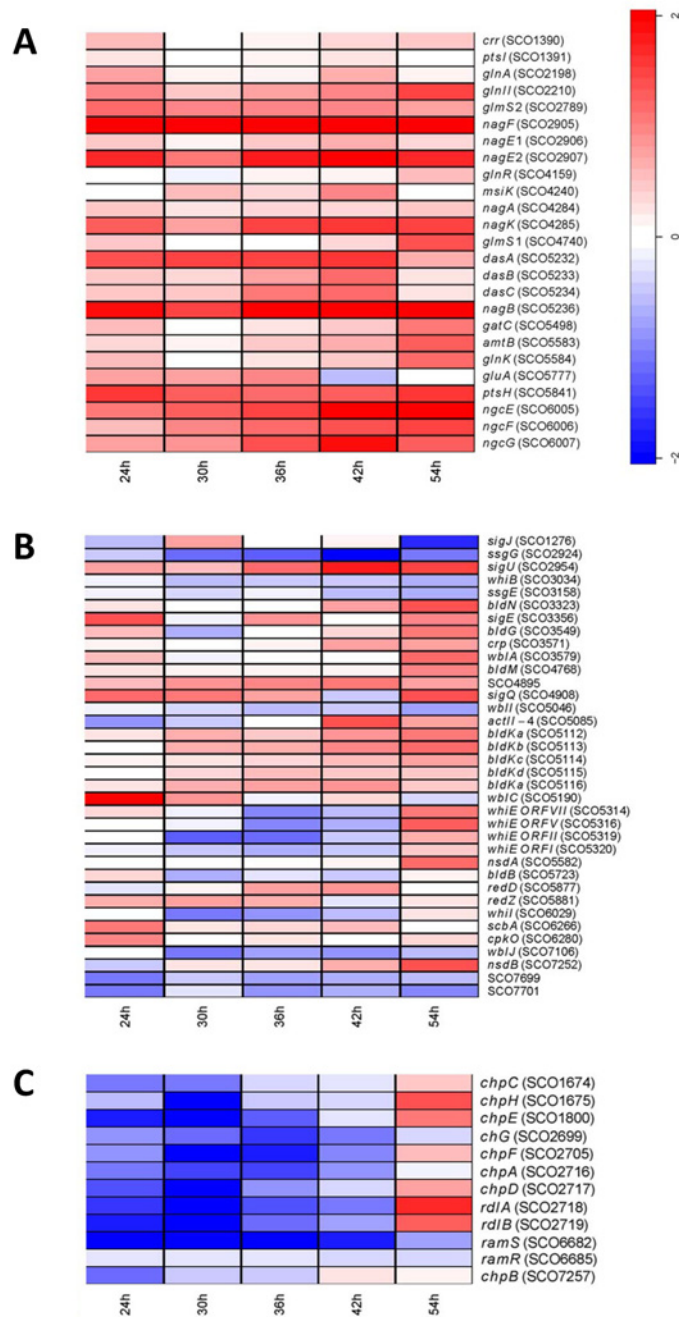 A
crr (SCO1390)
ptsI (SCO1391)
glnA (SCO2198)
glnII (SCO2210)
glmS2 (SCO2789)
nagF (SCO2905)
nagE1 (SCO2906)
nagE2 (SCO2907)
glnR (SCO4159)
msiK (SCO4240)
nagA (SCO4284)
nagK (SCO4285)
glmS1 (SCO4740)
dasA (SCO5232)
dasB (SCO5233)
dasC (SCO5234)
nagB (SCO5236)
gatC (SCO5498)
amtB (SCO5583)
glnK (SCO5584)
gluA (SCO5777)
ptsH (SCO5841)
ngcE (SCO6005)
ngcF (SCO6006)
ngcG (SCO6007)
24h 30h 36h 42h 54h
2
0
-2
B
sigJ (SCO1276)
ssgG (SCO2924)
sigU (SCO2954)
whiB (SCO3034)
ssgE (SCO3158)
bldN (SCO3323)
sigE (SCO3356)
bldG (SCO3549)
crp (SCO3571)
wblA (SCO3579)
bldM (SCO4768)
SCO4895
sigQ (SCO4908)
wblI (SCO5046)
actII-4 (SCO5085)
bldKa (SCO5112)
bldKb (SCO5113)
bldKc (SCO5114)
bldKd (SCO5115)
bldKa (SCO5116)
wblC (SCO5190)
whiE ORFVII (SCO5314)
whiE ORFV (SCO5316)
whiE ORFII (SCO5319)
whiE ORFI (SCO5320)
nsdA (SCO5582)
bldB (SCO5723)
redD (SCO5877)
redZ (SCO5881)
whiI (SCO6029)
scbA (SCO6266)
cpkO (SCO6280)
wblJ (SCO7106)
nsdB (SCO7252)
SCO7699
SCO7701
24h 30h 36h 42h 54h
C
chpC (SCO1674)
chpH (SCO1675)
chpE (SCO1800)
chG (SCO2699)
chpF (SCO2705)
chpA (SCO2716)
chpD (SCO2717)
rdlA (SCO2718)
rdlB (SCO2719)
ramS (SCO6682)
ramR (SCO6685)
chpB (SCO7257)
24h 30h 36h 42h 54h